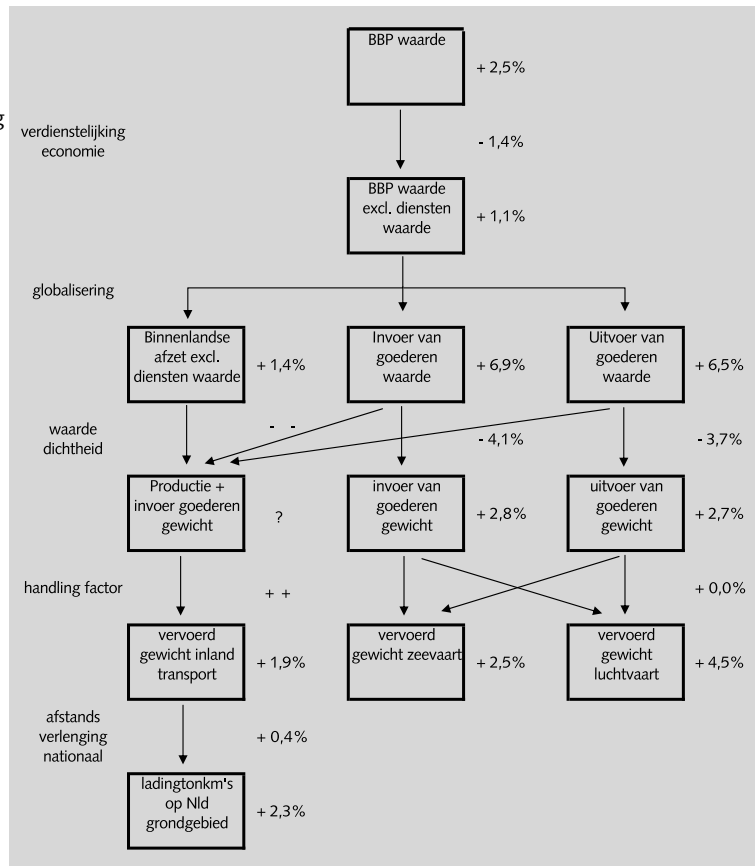 BBP waarde
+ 2,5%
g
verdienstelijking
economie
- 1,4%
BBP waarde
excl. diensten
waarde
+ 1,1%
globalisering
Binnenlandse
afzet excl.
diensten waarde
+ 1,4%
Invoer van
goederen
waarde
+ 6,9%
Uitvoer van
goederen
waarde
+ 6,5%
waarde
dichtheid
- -
- 4,1%
- 3,7%
Productie +
invoer goederen
gewicht
?
invoer van
goederen
gewicht
+ 2,8%
uitvoer van
goederen
gewicht
+ 2,7%
handling factor
+ +
+ 0,0%
vervoerd
gewicht inland
transport
+ 1,9%
vervoerd
gewicht zeevaart
+ 2,5%
vervoerd
gewicht
luchtvaart
+ 4,5%
afstands
verlenging
nationaal
+ 0,4%
ladingtonkm's
op Nld
grondgebied
+ 2,3%